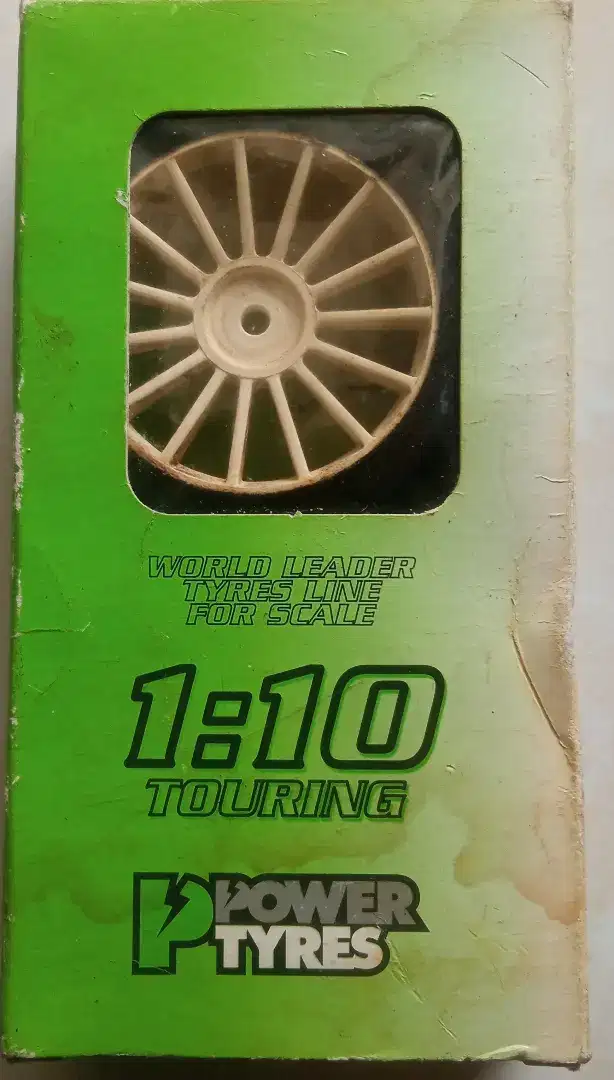 WORLD LEADER
TYRES LINE
FOR SCALE
1:10
TOURING
P POWER
TYRES